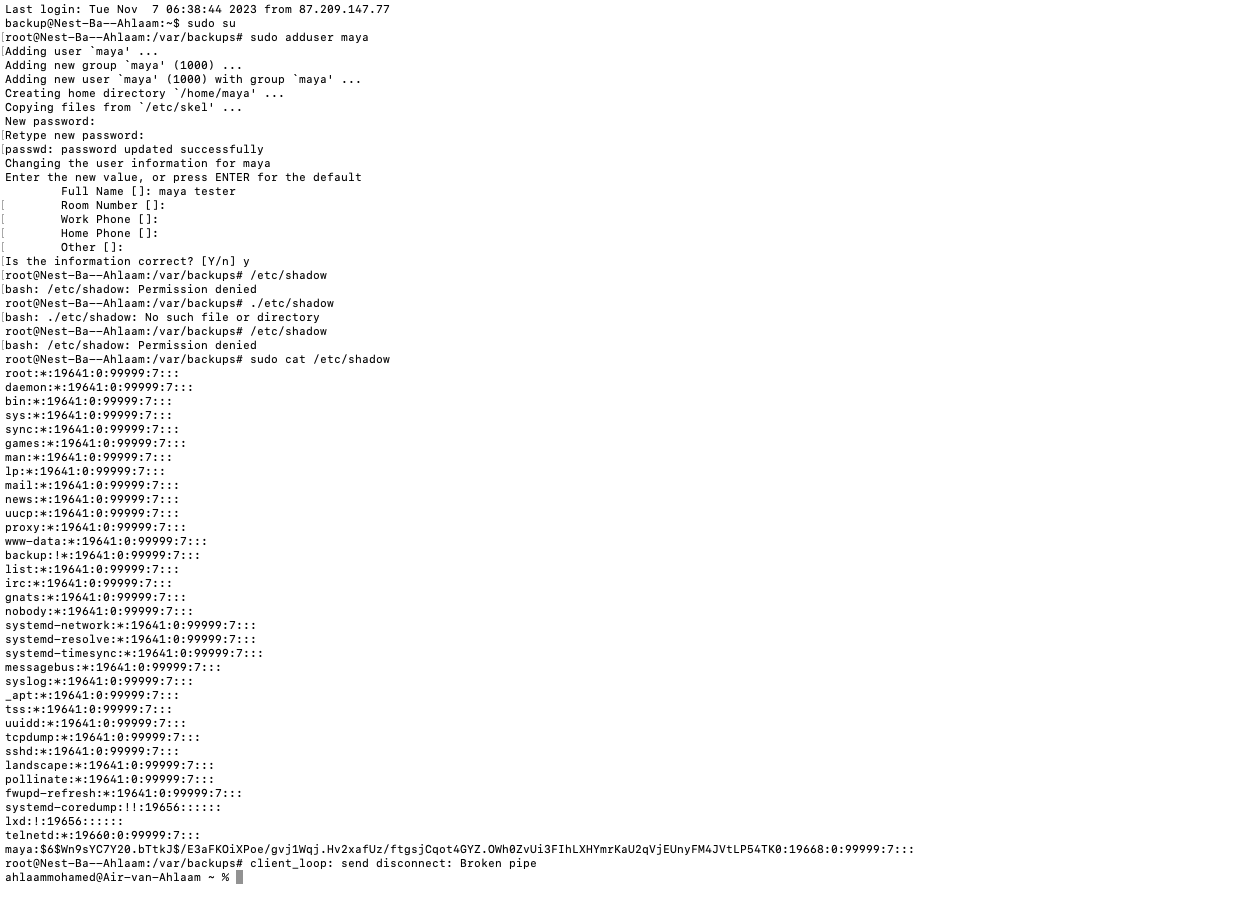 Last login: Tue Nov  7 06:38:44 2023 from 87.209.147.77
backup@Nest-Ba--Ahlaam:~$ sudo su
[root@Nest-Ba--Ahlaam:/var/backups# sudo adduser maya
[Adding user `maya' ...
Adding new group `maya' (1000) ...
Adding new user `maya' (1000) with group `maya' ...
Creating home directory `/home/maya' ...
Copying files from `/etc/skel' ...
New password:
[Retype new password:
[passwd: password updated successfully
Changing the user information for maya
Enter the new value, or press ENTER for the default
        Full Name []: maya tester
[        Room Number []:
[        Work Phone []:
[        Home Phone []:
[        Other []:
[Is the information correct? [Y/n] y
[root@Nest-Ba--Ahlaam:/var/backups# /etc/shadow
[bash: /etc/shadow: Permission denied
root@Nest-Ba--Ahlaam:/var/backups# ./etc/shadow
[bash: ./etc/shadow: No such file or directory
root@Nest-Ba--Ahlaam:/var/backups# /etc/shadow
[bash: /etc/shadow: Permission denied
root@Nest-Ba--Ahlaam:/var/backups# sudo cat /etc/shadow
root:*:19641:0:99999:7:::
daemon:*:19641:0:99999:7:::
bin:*:19641:0:99999:7:::
sys:*:19641:0:99999:7:::
sync:*:19641:0:99999:7:::
games:*:19641:0:99999:7:::
man:*:19641:0:99999:7:::
lp:*:19641:0:99999:7:::
mail:*:19641:0:99999:7:::
news:*:19641:0:99999:7:::
uucp:*:19641:0:99999:7:::
proxy:*:19641:0:99999:7:::
www-data:*:19641:0:99999:7:::
backup:!*:19641:0:99999:7:::
list:*:19641:0:99999:7:::
irc:*:19641:0:99999:7:::
gnats:*:19641:0:99999:7:::
nobody:*:19641:0:99999:7:::
systemd-network:*:19641:0:99999:7:::
systemd-resolve:*:19641:0:99999:7:::
systemd-timesync:*:19641:0:99999:7:::
messagebus:*:19641:0:99999:7:::
syslog:*:19641:0:99999:7:::
_apt:*:19641:0:99999:7:::
tss:*:19641:0:99999:7:::
uuidd:*:19641:0:99999:7:::
tcpdump:*:19641:0:99999:7:::
sshd:*:19641:0:99999:7:::
landscape:*:19641:0:99999:7:::
pollinate:*:19641:0:99999:7:::
fwupd-refresh:*:19641:0:99999:7:::
systemd-coredump:!!:19656::::::
lxd:!:19656::::::
telnetd:*:19660:0:99999:7:::
maya:$6$Wn9sYC7Y20.bTtkJ$/E3aFKOiXPoe/gvj1Wqj.Hv2xafUz/ftgsjCqot4GYZ.OWh0ZvUi3FIhLXHYmrKaU2qVjEUnyFM4JVtLP54TK0:19668:0:99999:7:::
root@Nest-Ba--Ahlaam:/var/backups# client_loop: send disconnect: Broken pipe
ahlaammohamed@Air-van-Ahlaam ~ %